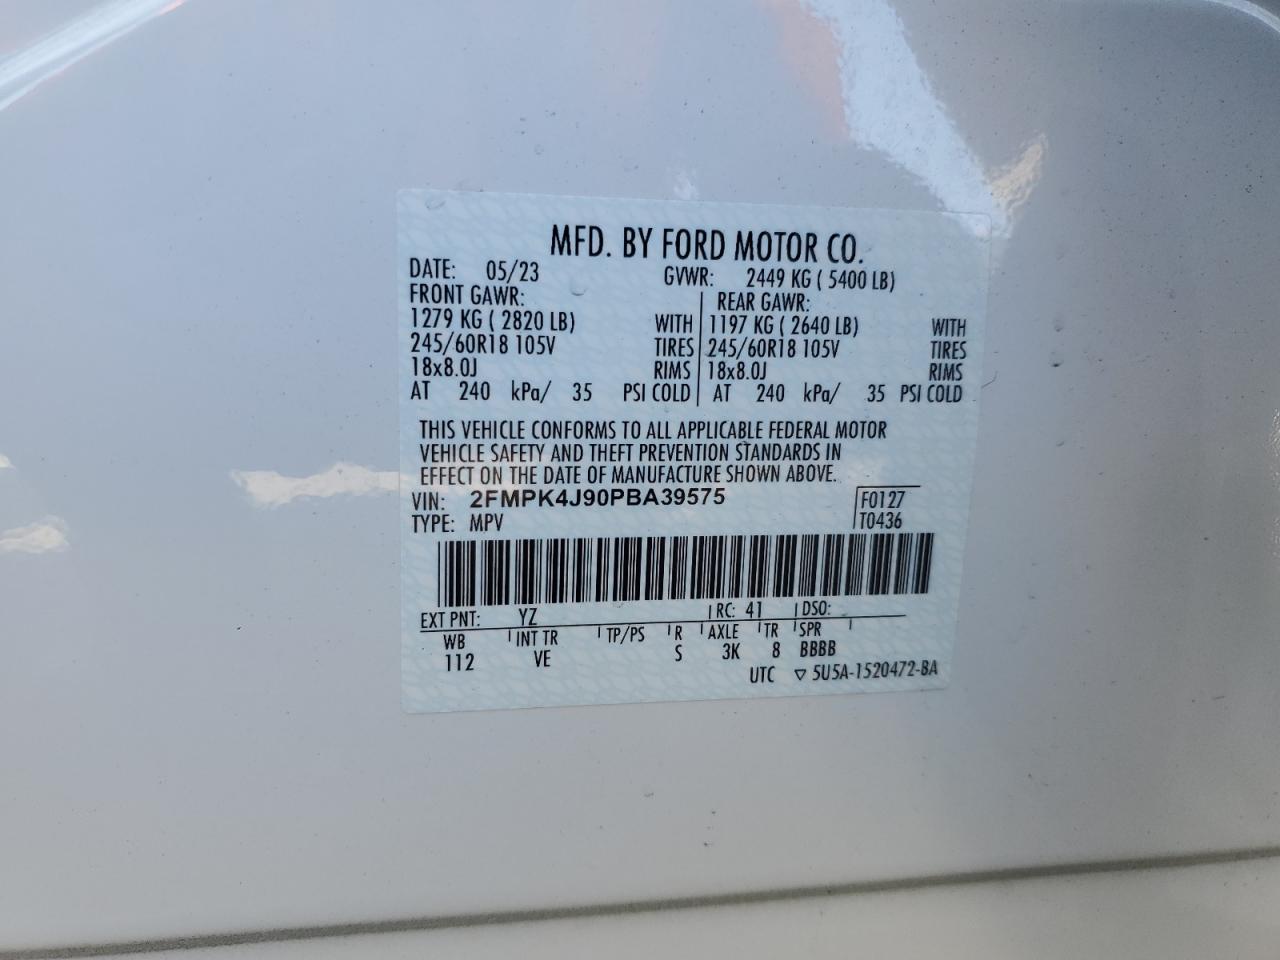 MFD. BY FORD MOTOR CO.
DATE: 05/23 GVWR: 2449 KG ( 5400 LB)
FRONT GAWR: REAR GAWR:
1279 KG ( 2820 LB) WITH 1197 KG ( 2640 LB) WITH
245/60R18 105V TIRES 245/60R18 105V TIRES
18x8.0J RIMS 18x8.0J RIMS
AT 240 kPa/ 35 PSI COLD AT 240 kPa/ 35 PSI COLD
THIS VEHICLE CONFORMS TO ALL APPLICABLE FEDERAL MOTOR
VEHICLE SAFETY AND THEFT PREVENTION STANDARDS IN
EFFECT ON THE DATE OF MANUFACTURE SHOWN ABOVE.
VIN: 2FMPK4J90PBA39575 F0127
TYPE: MPV T0436
EXT PNT: YZ RC: 41 DSO:
WB INT TR TP/PS R AXLE TR SPR
112 VE S 3K 8 BBBB
UTC ▽ 5U5A-1520472-BA